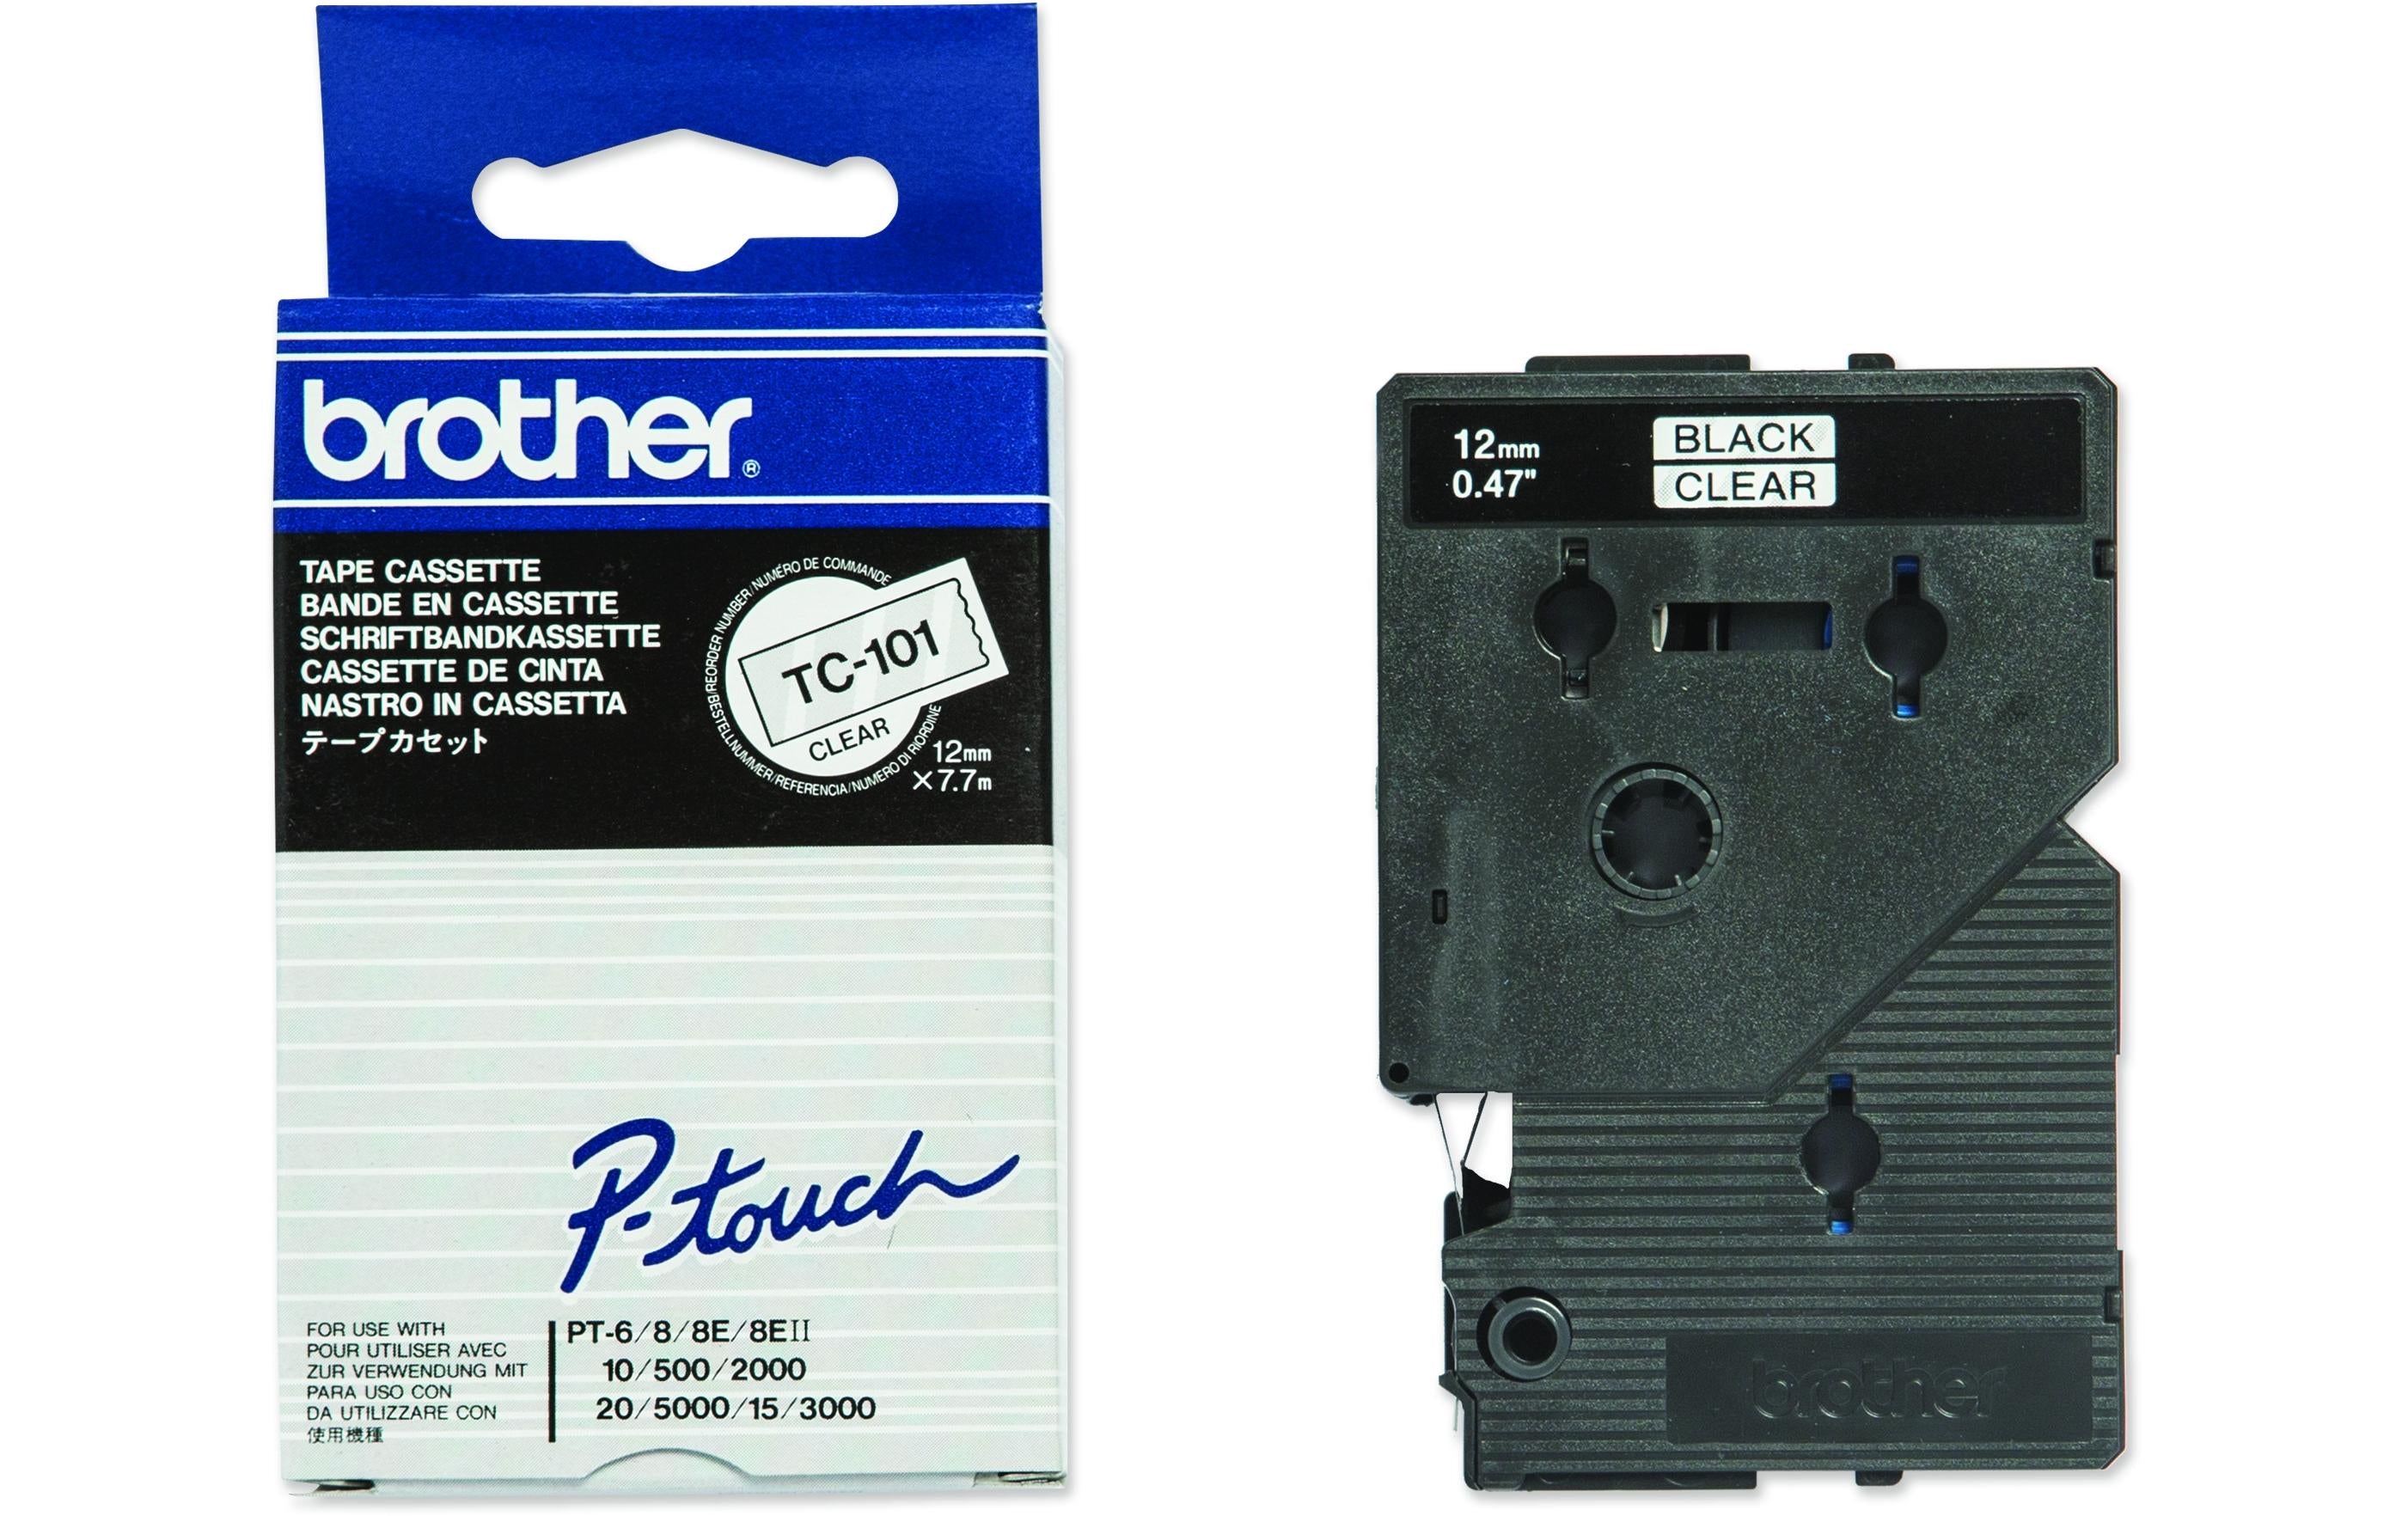 brother®
TAPE CASSETTE
BANDE EN CASSETTE
SCHRIFTBANDKASSETTE
CASSETTE DE CINTA
NASTRO IN CASSETTA
テープカセット
BESTELLNUMMER/REFERENCIA/NUMERO DI RIORDINE
REORDER NUMBER/NUMÉRO DE COMMANDE
TC-101
CLEAR
12mm
×7.7m
P-touch
FOR USE WITH
POUR UTILISER AVEC
ZUR VERWENDUNG MIT
PARA USO CON
DA UTILIZZARE CON
使用機種
PT-6/8/8E/8EII
10/500/2000
20/5000/15/3000
12mm
0.47"
BLACK
CLEAR
brother